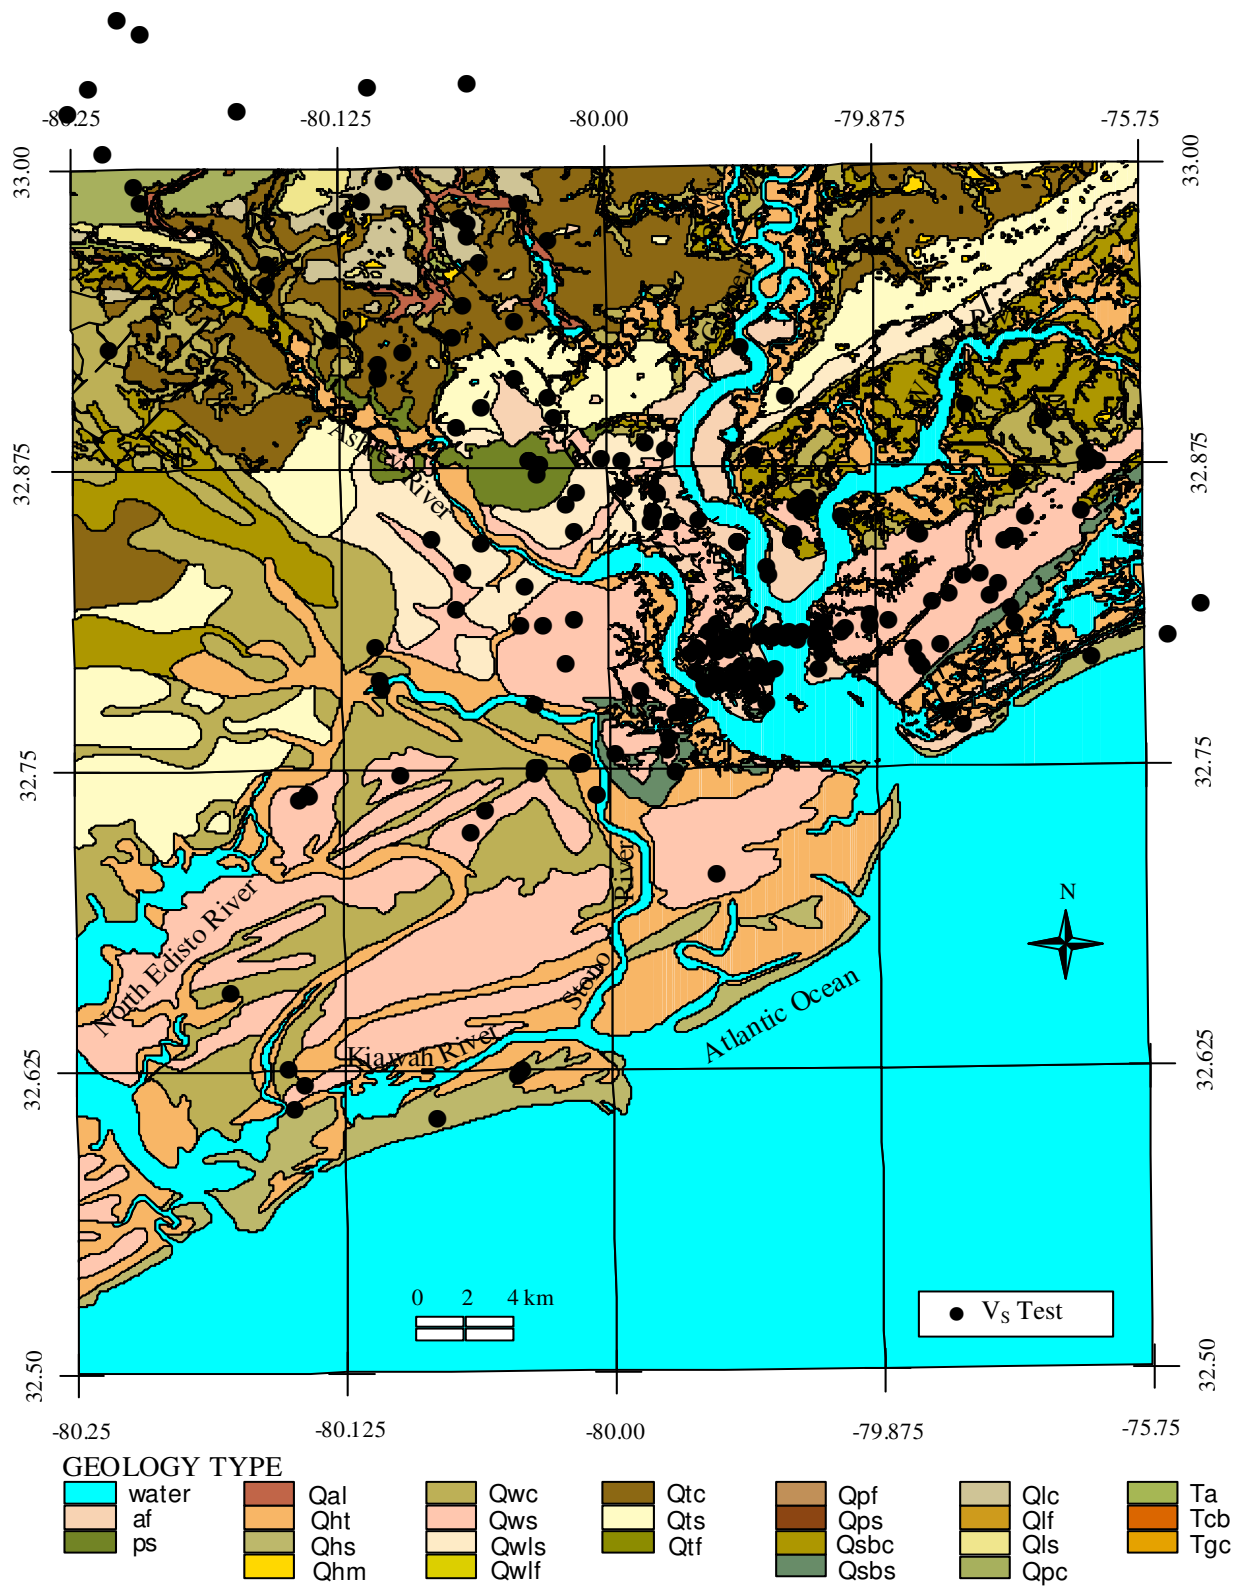 -80.25
-80.125
-80.00
-79.875
-75.75
33.00
33.00
Ashley River
32.875
32.875
32.75
32.75
North Edisto River
Stono River
Kiawah River
Atlantic Ocean
N
32.625
32.625
0 2 4 km
VS Test
32.50
32.50
-80.25
-80.125
-80.00
-79.875
-75.75
GEOLOGY TYPE
water Qal Qwc Qtc Qpf Qlc Ta
af Qht Qws Qts Qps Qlf Tcb
ps Qhs Qwls Qtf Qsbc Qls Tgc
Qhm Qwlf Qsbs Qpc